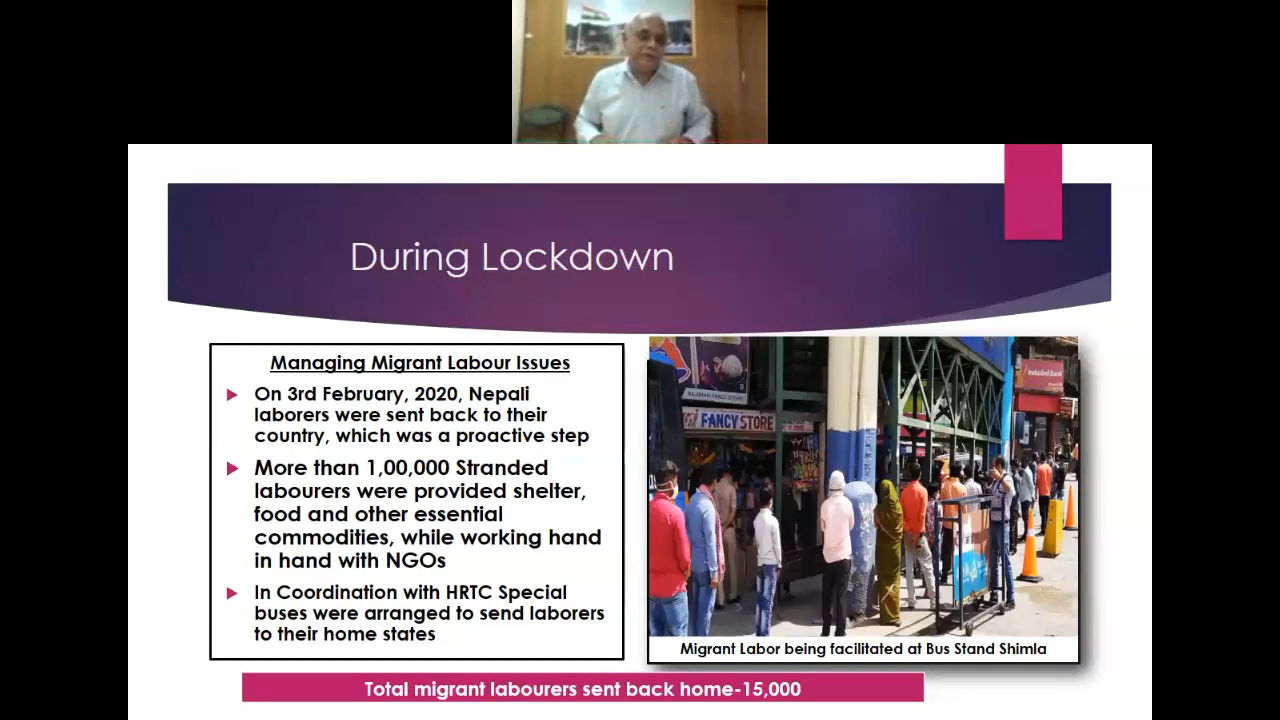 During Lockdown
Managing Migrant Labour Issues
On 3rd February, 2020, Nepali
laborers were sent back to their
country, which was a proactive step
More than 1,00,000 Stranded
labourers were provided shelter,
food and other essential
commodities, while working hand
in hand with NGOs
In Coordination with HRTC Special
buses were arranged to send laborers
to their home states
FANCY STORE
IndusInd Bank
Migrant Labor being facilitated at Bus Stand Shimla
Total migrant labourers sent back home-15,000